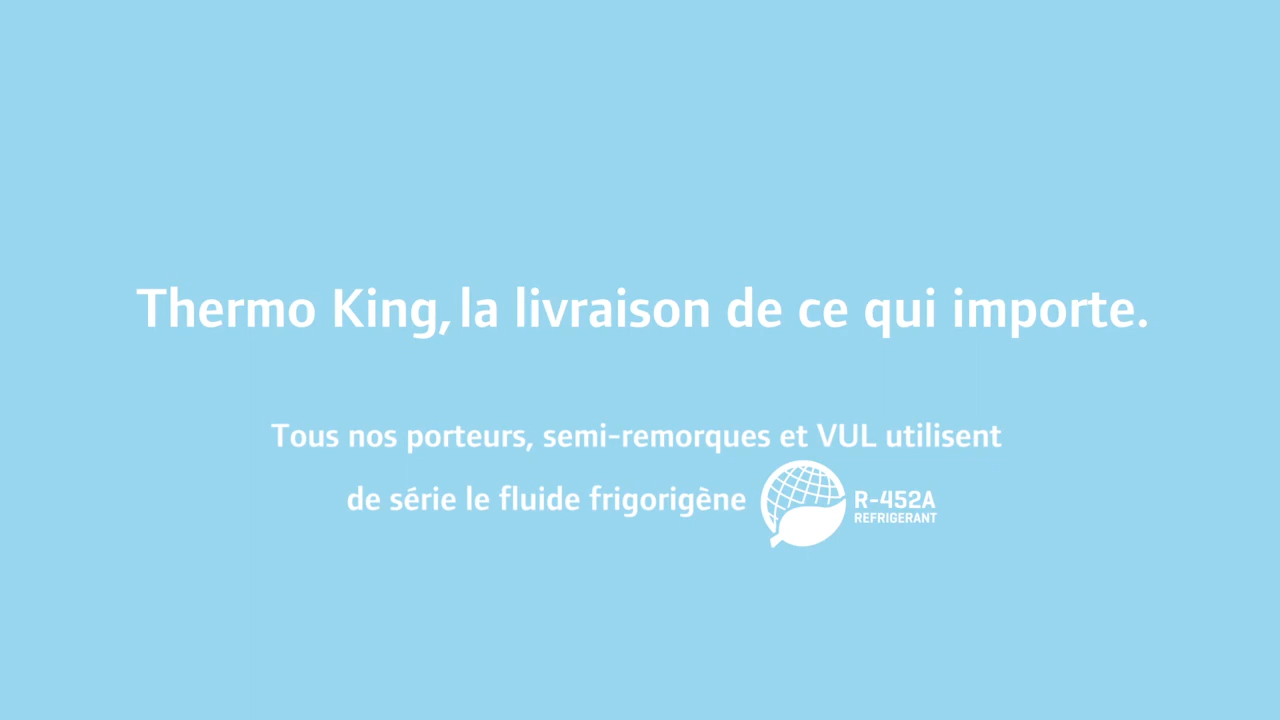 Thermo King, la livraison de ce qui importe.
Tous nos porteurs, semi-remorques et VUL utilisent
de série le fluide frigorigène
R-452A
REFRIGERANT